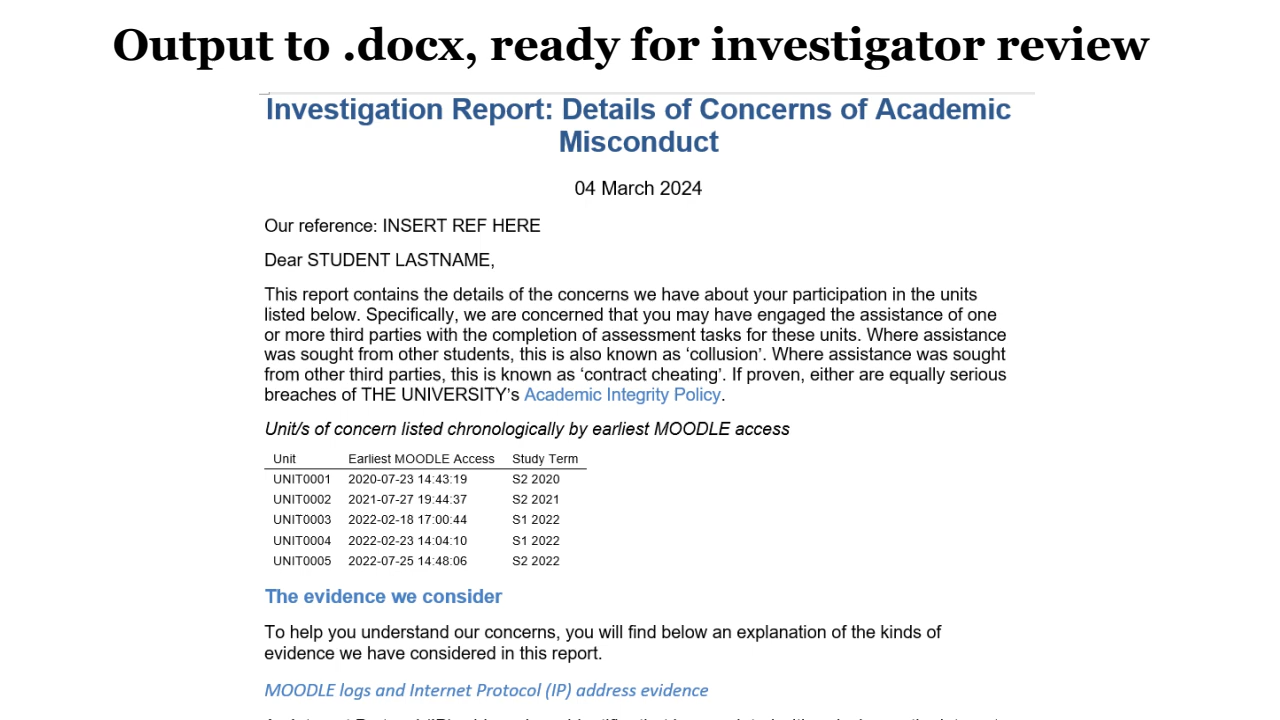 Output to .docx, ready for investigator review
Investigation Report: Details of Concerns of Academic
Misconduct
04 March 2024
Our reference: INSERT REF HERE
Dear STUDENT LASTNAME,
This report contains the details of the concerns we have about your participation in the units
listed below. Specifically, we are concerned that you may have engaged the assistance of one
or more third parties with the completion of assessment tasks for these units. Where assistance
was sought from other students, this is also known as ‘collusion’. Where assistance was sought
from other third parties, this is known as ‘contract cheating’. If proven, either are equally serious
breaches of THE UNIVERSITY’s Academic Integrity Policy.
Unit/s of concern listed chronologically by earliest MOODLE access
Unit Earliest MOODLE Access Study Term
UNIT0001 2020-07-23 14:43:19 S2 2020
UNIT0002 2021-07-27 19:44:37 S2 2021
UNIT0003 2022-02-18 17:00:44 S1 2022
UNIT0004 2022-02-23 14:04:10 S1 2022
UNIT0005 2022-07-25 14:48:06 S2 2022
The evidence we consider
To help you understand our concerns, you will find below an explanation of the kinds of
evidence we have considered in this report.
MOODLE logs and Internet Protocol (IP) address evidence